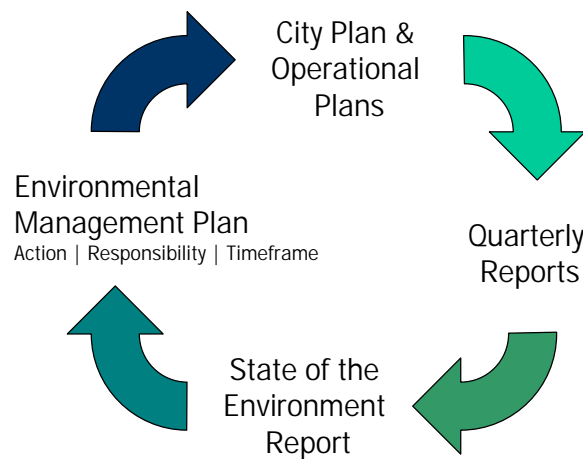 City Plan &
Operational
Plans
Environmental
Management Plan
Action | Responsibility | Timeframe
Quarterly
Reports
State of the
Environment
Report